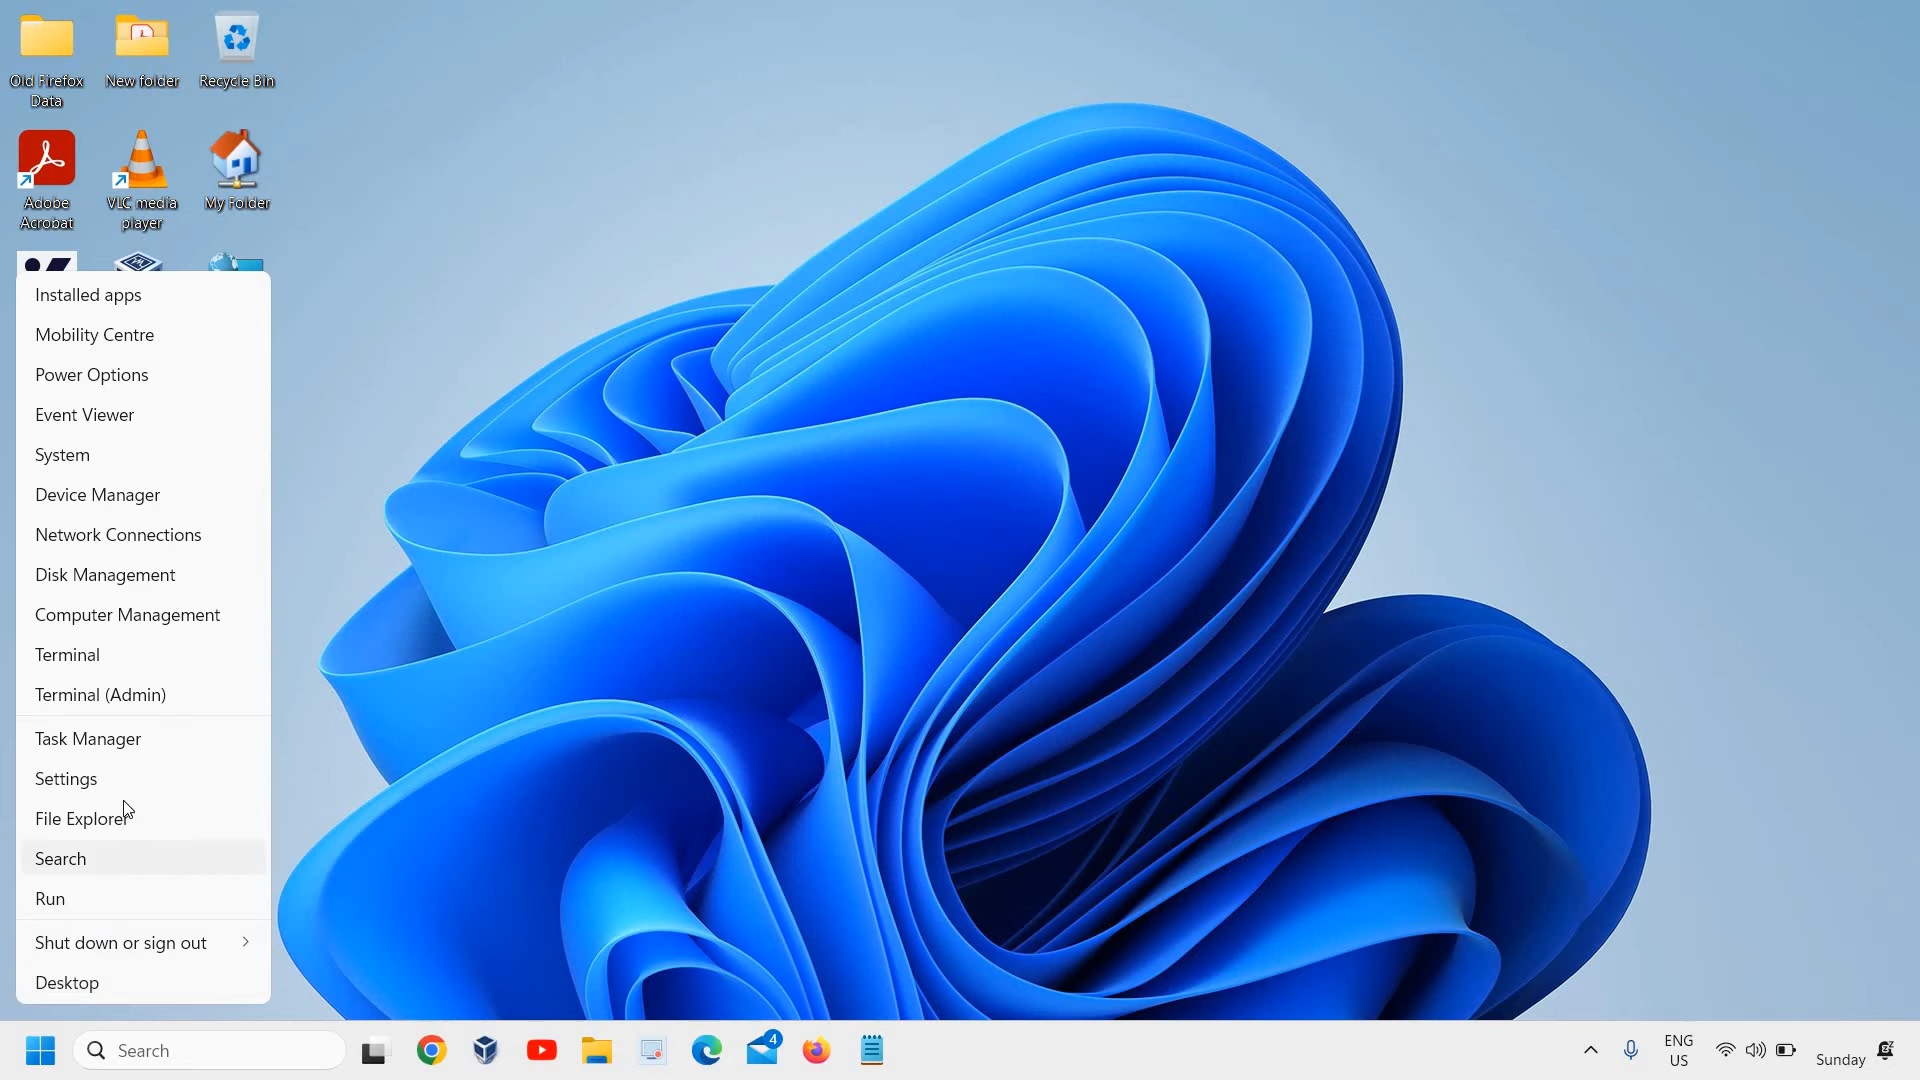 Old Firefox
Data
New folder
Recycle Bin
Adobe
Acrobat
VLC media
player
My Folder
Installed apps
Mobility Centre
Power Options
Event Viewer
System
Device Manager
Network Connections
Disk Management
Computer Management
Terminal
Terminal (Admin)
Task Manager
Settings
File Explorer
Search
Run
Shut down or sign out
Desktop
Search
4
ENG
US
Sunday